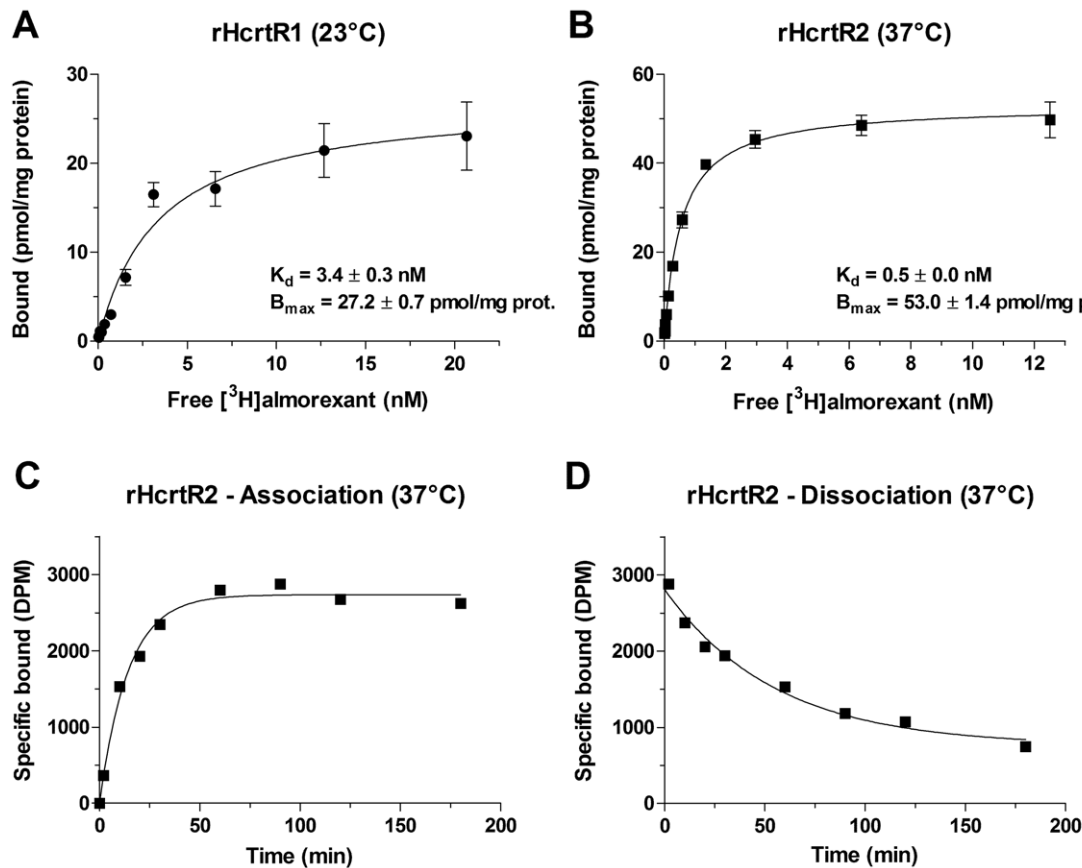 A
rHcrtR1 (23°C)
Bound (pmol/mg protein)
30
20
10
0
K_d = 3.4 ± 0.3 nM
B_max = 27.2 ± 0.7 pmol/mg prot.
0 5 10 15 20
Free [³H]almorexant (nM)
B
rHcrtR2 (37°C)
Bound (pmol/mg protein)
60
40
20
0
K_d = 0.5 ± 0.0 nM
B_max = 53.0 ± 1.4 pmol/mg p
0 2 4 6 8 10 12
Free [³H]almorexant (nM)
C
rHcrtR2 - Association (37°C)
Specific bound (DPM)
3000
2000
1000
0
0 50 100 150 200
Time (min)
D
rHcrtR2 - Dissociation (37°C)
Specific bound (DPM)
3000
2000
1000
0
0 50 100 150 200
Time (min)